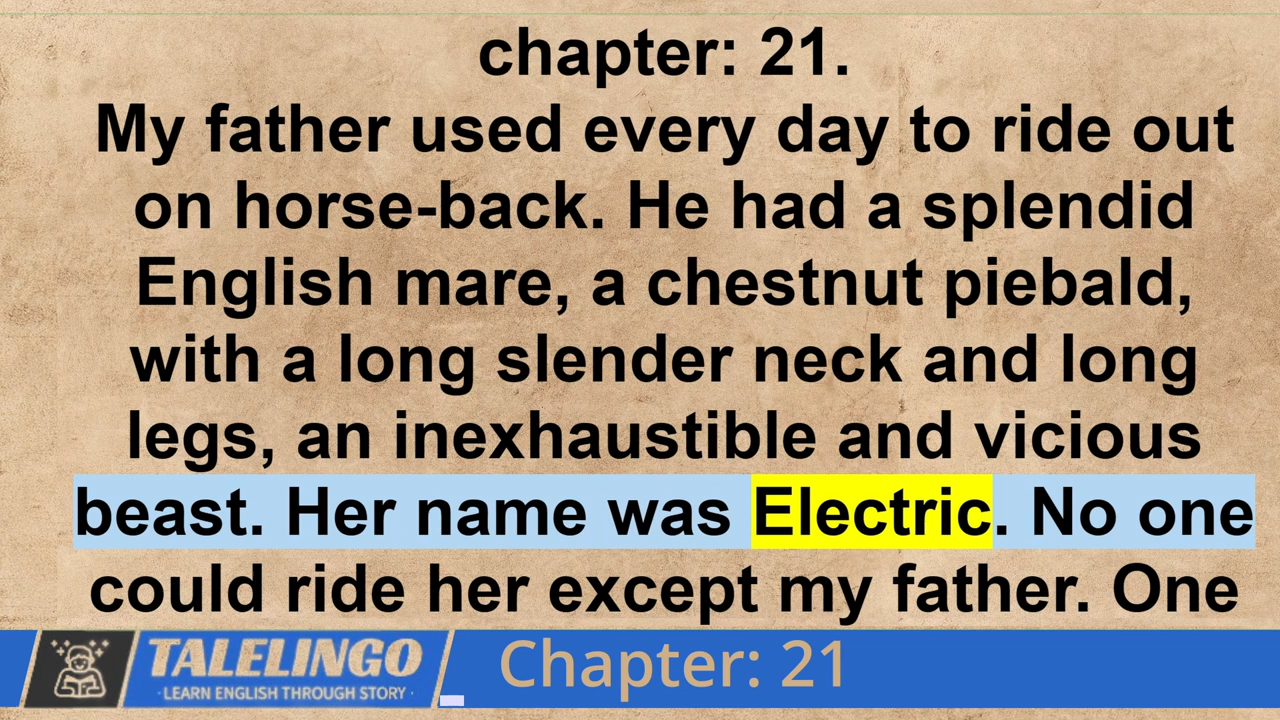 chapter: 21.
My father used every day to ride out
on horse-back. He had a splendid
English mare, a chestnut piebald,
with a long slender neck and long
legs, an inexhaustible and vicious
beast. Her name was Electric. No one
could ride her except my father. One
TALELINGO
· LEARN ENGLISH THROUGH STORY ·
Chapter: 21